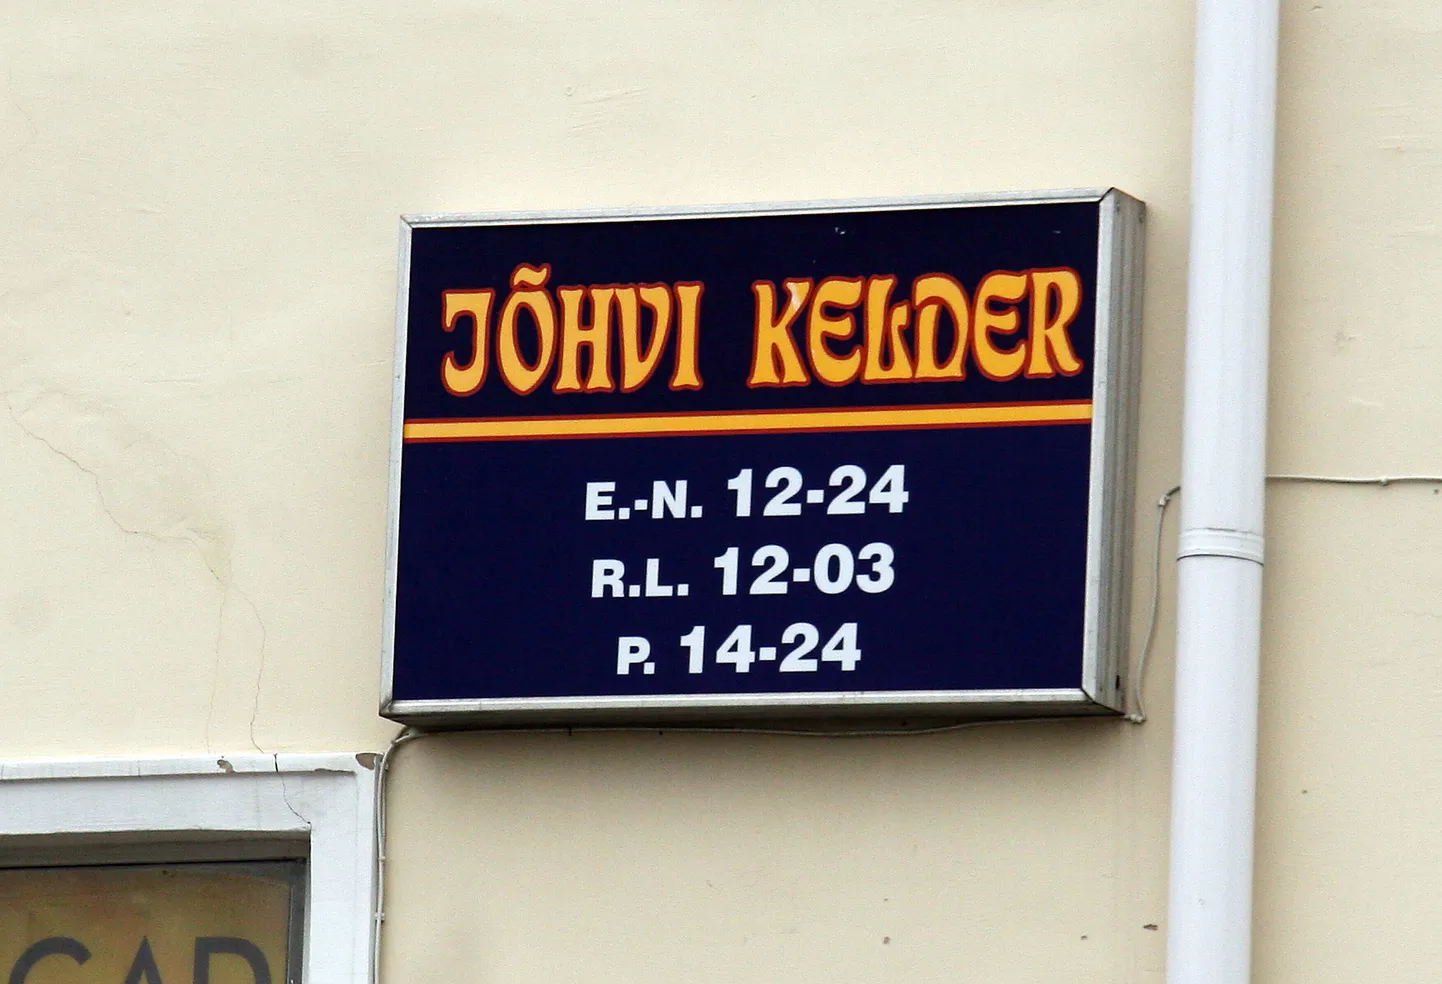 JÕHVI KELDER
E.-N. 12-24
R.L. 12-03
P. 14-24